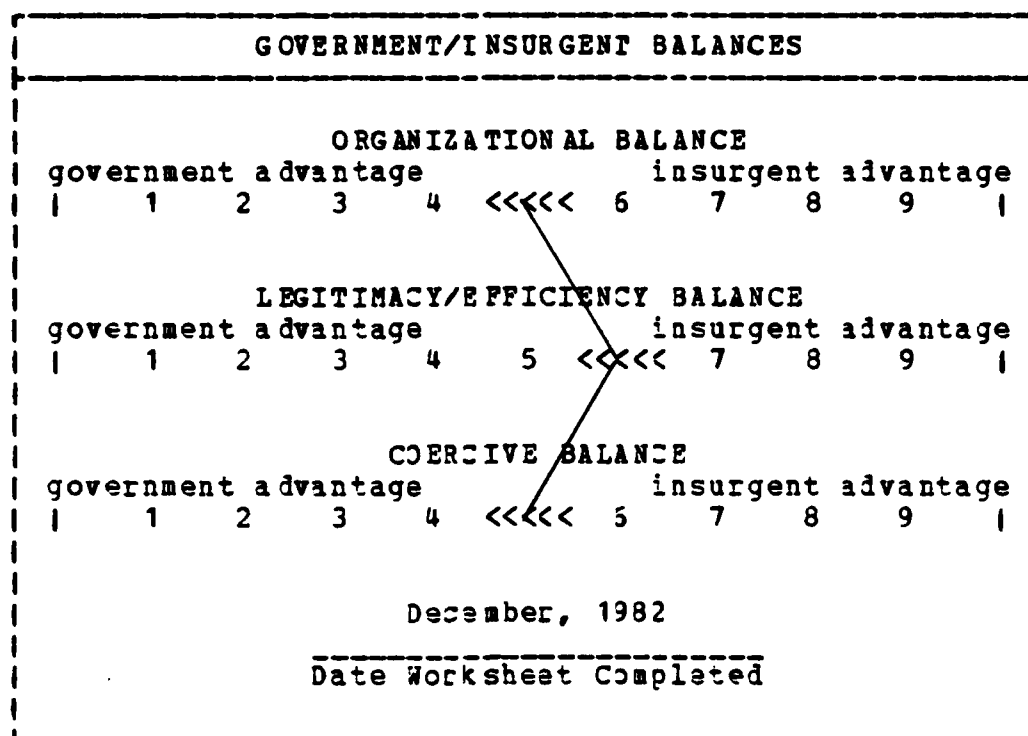 GOVERNMENT/INSURGENT BALANCES
ORGANIZATIONAL BALANCE
government advantage insurgent advantage
| 1 2 3 4 <<<<< 6 7 8 9 |
LEGITIMACY/EFFICIENCY BALANCE
government advantage insurgent advantage
| 1 2 3 4 5 <<<<< 7 8 9 |
COERCIVE BALANCE
government advantage insurgent advantage
| 1 2 3 4 <<<<< 6 7 8 9 |
December, 1982
Date Worksheet Completed